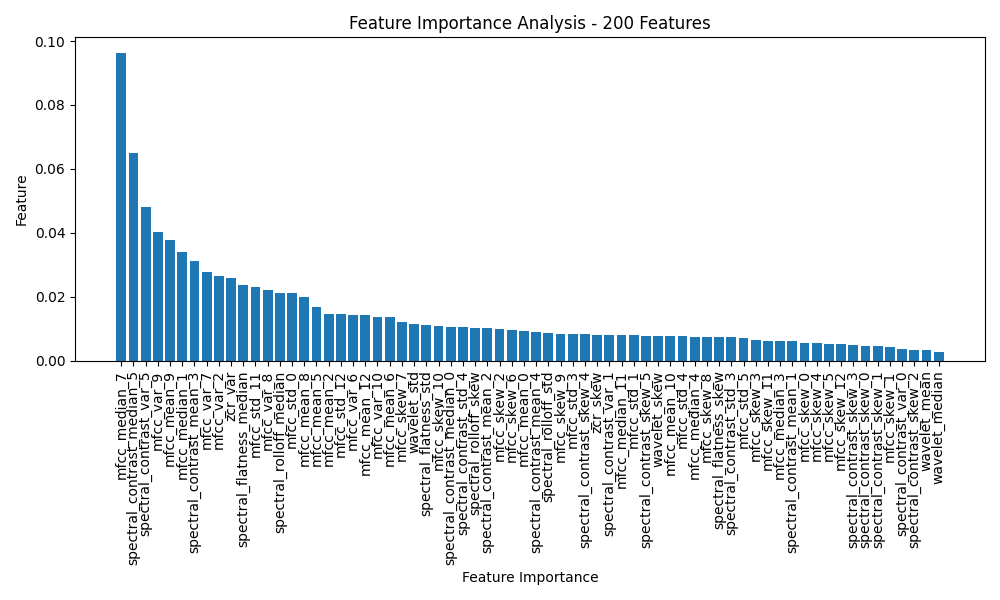 Feature Importance Analysis - 200 Features
Feature
0.10
0.08
0.06
0.04
0.02
0.00
mfcc_median_7
spectral_contrast_median_5
spectral_contrast_var_5
mfcc_var_9
mfcc_mean_9
mfcc_median_1
spectral_contrast_mean_3
mfcc_var_7
mfcc_var_2
zcr_var
spectral_flatness_median
mfcc_std_11
mfcc_var_8
spectral_rolloff_median
mfcc_std_0
mfcc_mean_8
mfcc_mean_5
mfcc_mean_2
mfcc_std_12
mfcc_var_6
mfcc_mean_12
mfcc_var_10
mfcc_mean_6
mfcc_skew_7
wavelet_std
spectral_flatness_std
mfcc_skew_10
spectral_contrast_median_0
spectral_contrast_std_4
spectral_rolloff_skew
spectral_contrast_mean_2
mfcc_skew_2
mfcc_skew_6
mfcc_mean_0
spectral_contrast_mean_4
spectral_rolloff_std
mfcc_skew_9
mfcc_std_3
spectral_contrast_skew_4
zcr_skew
spectral_contrast_var_1
mfcc_median_11
mfcc_std_1
spectral_contrast_skew_5
wavelet_skew
mfcc_mean_10
mfcc_std_4
mfcc_median_4
mfcc_skew_8
spectral_flatness_skew
spectral_contrast_std_3
mfcc_std_5
mfcc_skew_3
mfcc_skew_11
mfcc_median_3
spectral_contrast_mean_1
mfcc_skew_0
mfcc_skew_4
mfcc_skew_5
mfcc_skew_12
spectral_contrast_skew_3
spectral_contrast_skew_0
spectral_contrast_skew_1
mfcc_skew_1
spectral_contrast_var_0
spectral_contrast_skew_2
wavelet_mean
wavelet_median
Feature Importance